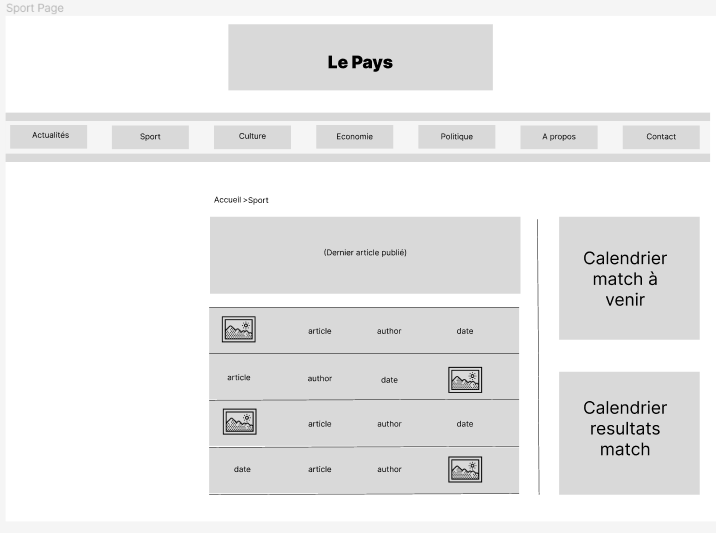 Sport Page
Le Pays
Actualités Sport Culture Economie Politique A propos Contact
Accueil >Sport
(Dernier article publié)
article author date
article author date
article author date
date article author
Calendrier
match à
venir
Calendrier
resultats
match